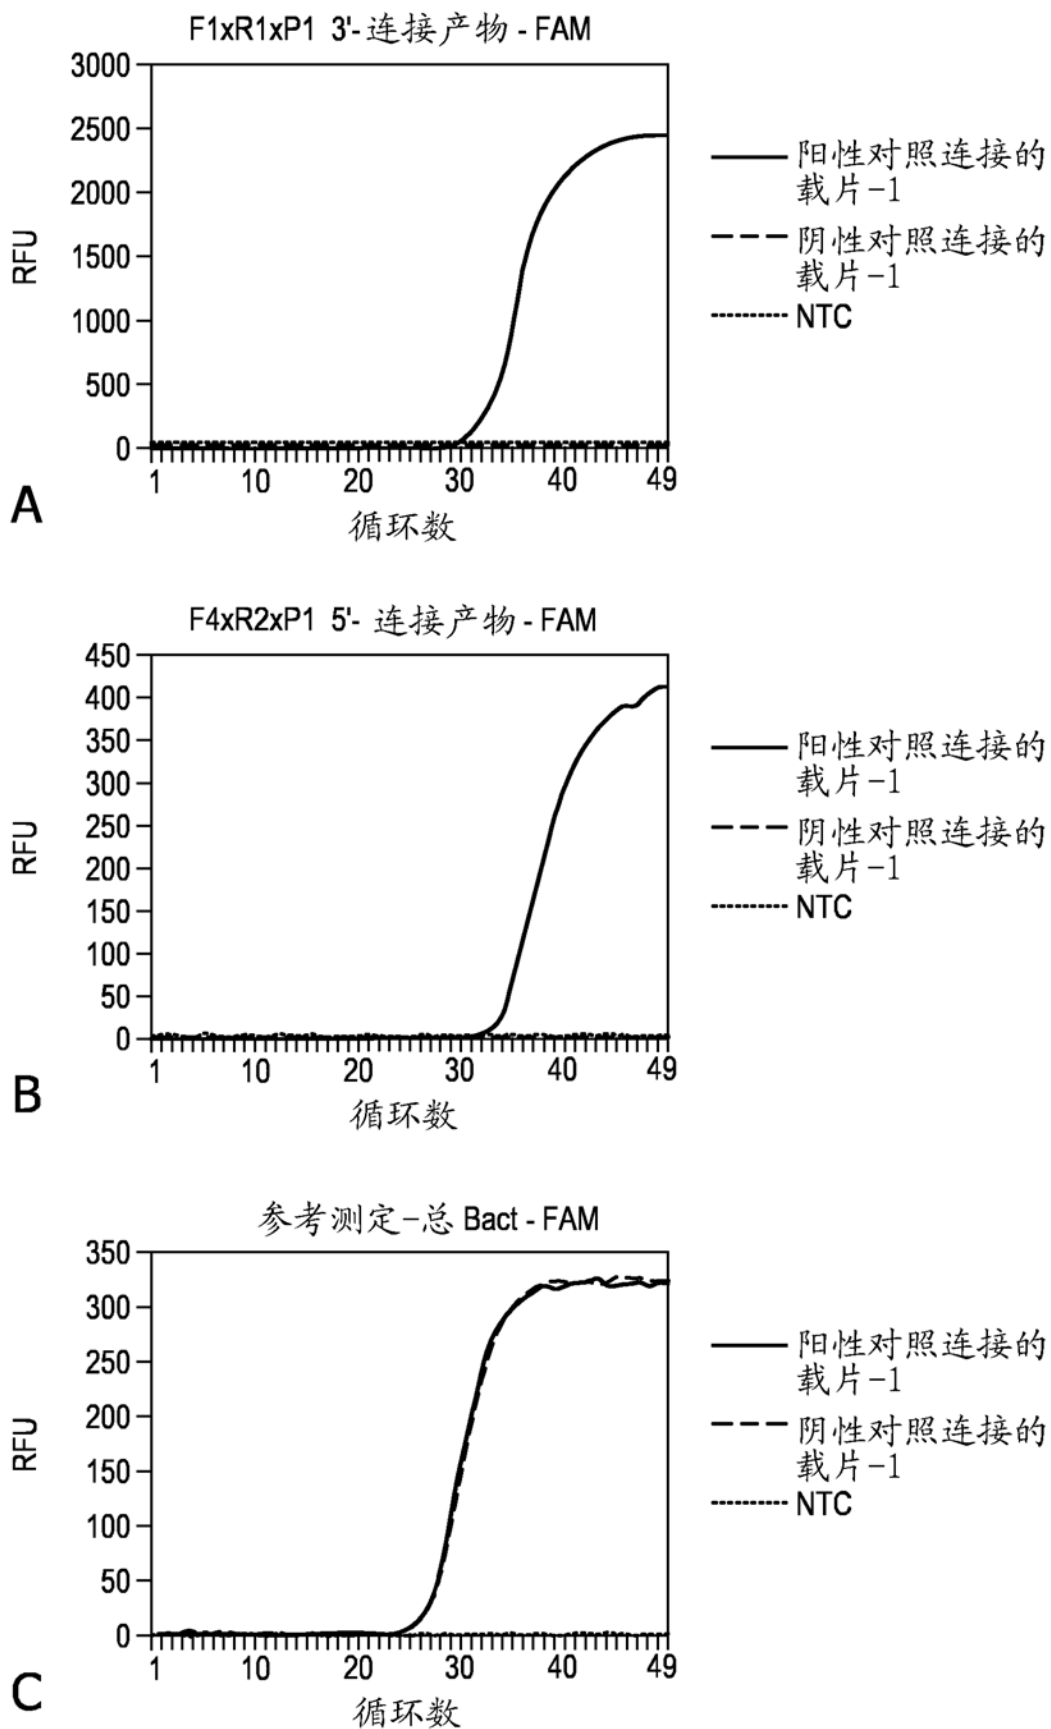 F1xR1xP1 3'-连接产物 - FAM
3000
2500
2000
1500
1000
500
0
RFU
1 10 20 30 40 49
循环数
阳性对照连接的
载片-1
阴性对照连接的
载片-1
NTC
A
F4xR2xP1 5'- 连接产物 - FAM
450
400
350
300
250
200
150
100
50
0
RFU
1 10 20 30 40 49
循环数
阳性对照连接的
载片-1
阴性对照连接的
载片-1
NTC
B
参考测定-总 Bact - FAM
350
300
250
200
150
100
50
0
RFU
1 10 20 30 40 49
循环数
阳性对照连接的
载片-1
阴性对照连接的
载片-1
NTC
C